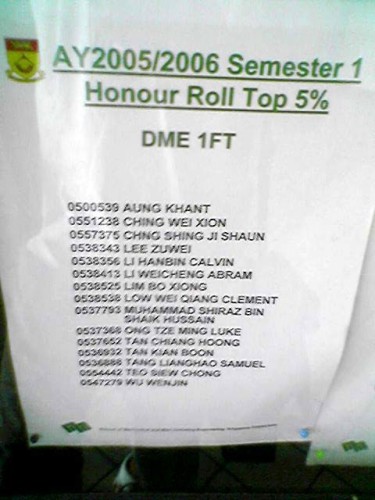 AY2005/2006 Semester 1
Honour Roll Top 5%
DME 1FT
0500539 AUNG KHANT
0551238 CHING WEI XION
0557375 CHNG SHING JI SHAUN
0538343 LEE ZUWEI
0538356 LI HANBIN CALVIN
0538413 LI WEICHENG ABRAM
0538525 LIM BO XIONG
0538538 LOW WEI QIANG CLEMENT
0537793 MUHAMMAD SHIRAZ BIN
SHAIK HUSSAIN
0537368 ONG TZE MING LUKE
0537652 TAN CHIANG HOONG
0536932 TAN KIAN BOON
0536886 TANG LIANGHAO SAMUEL
0554442 TEO SIEW CHONG
0547279 WU WENJIN